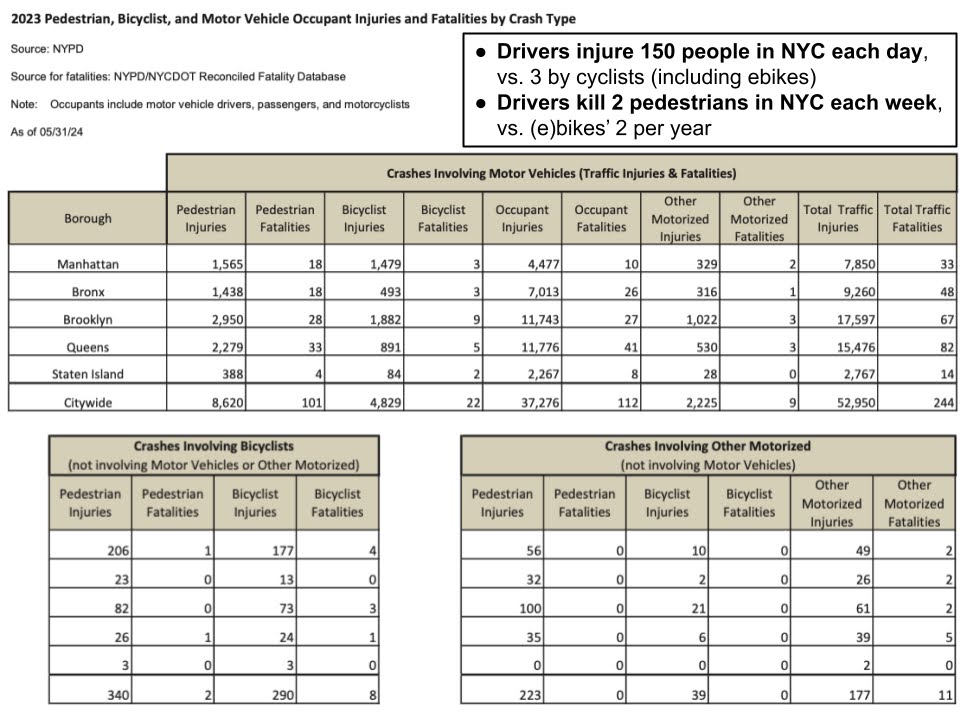 2023 Pedestrian, Bicyclist, and Motor Vehicle Occupant Injuries and Fatalities by Crash Type
Source: NYPD
Source for fatalities: NYPD/NYCDOT Reconciled Fatality Database
Note: Occupants include motor vehicle drivers, passengers, and motorcyclists
As of 05/31/24
● Drivers injure 150 people in NYC each day,
vs. 3 by cyclists (including ebikes)
● Drivers kill 2 pedestrians in NYC each week,
vs. (e)bikes' 2 per year
Crashes Involving Motor Vehicles (Traffic Injuries & Fatalities)
Borough Pedestrian Injuries Pedestrian Fatalities Bicyclist Injuries Bicyclist Fatalities Occupant Injuries Occupant Fatalities Other Motorized Injuries Other Motorized Fatalities Total Traffic Injuries Total Traffic Fatalities
Manhattan 1,565 18 1,479 3 4,477 10 329 2 7,850 33
Bronx 1,438 18 493 3 7,013 26 316 1 9,260 48
Brooklyn 2,950 28 1,882 9 11,743 27 1,022 3 17,597 67
Queens 2,279 33 891 5 11,776 41 530 3 15,476 82
Staten Island 388 4 84 2 2,267 8 28 0 2,767 14
Citywide 8,620 101 4,829 22 37,276 112 2,225 9 52,950 244
Crashes Involving Bicyclists
(not involving Motor Vehicles or Other Motorized)
Pedestrian Injuries Pedestrian Fatalities Bicyclist Injuries Bicyclist Fatalities
206 1 177 4
23 0 13 0
82 0 73 3
26 1 24 1
3 0 3 0
340 2 290 8
Crashes Involving Other Motorized
(not involving Motor Vehicles)
Pedestrian Injuries Pedestrian Fatalities Bicyclist Injuries Bicyclist Fatalities Other Motorized Injuries Other Motorized Fatalities
56 0 10 0 49 2
32 0 2 0 26 2
100 0 21 0 61 2
35 0 6 0 39 5
0 0 0 0 2 0
223 0 39 0 177 11